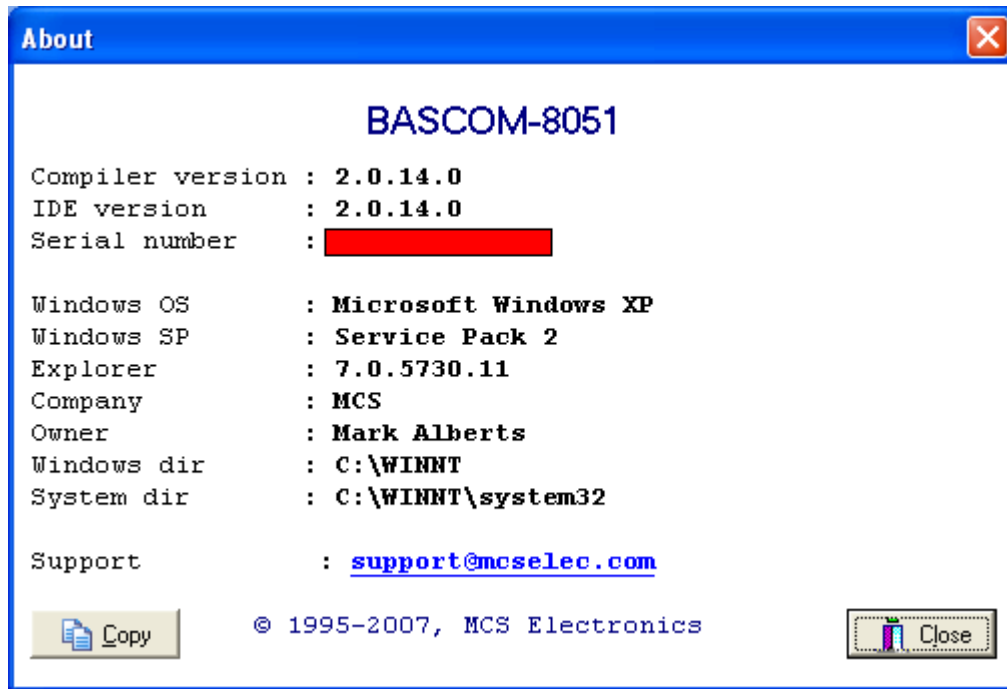 About
BASCOM-8051
Compiler version : 2.0.14.0
IDE version : 2.0.14.0
Serial number :
Windows OS : Microsoft Windows XP
Windows SP : Service Pack 2
Explorer : 7.0.5730.11
Company : MCS
Owner : Mark Alberts
Windows dir : C:\WINNT
System dir : C:\WINNT\system32
Support : support@mcselec.com
Copy © 1995-2007, MCS Electronics Close